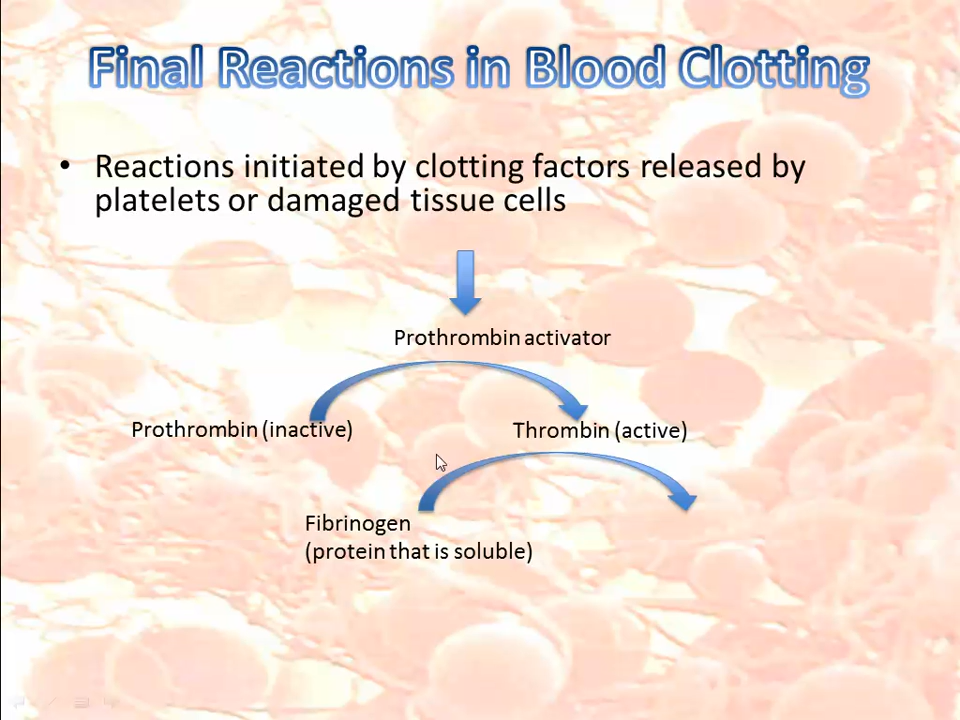 Final Reactions in Blood Clotting
• Reactions initiated by clotting factors released by
platelets or damaged tissue cells
Prothrombin activator
Prothrombin (inactive)
Thrombin (active)
Fibrinogen
(protein that is soluble)